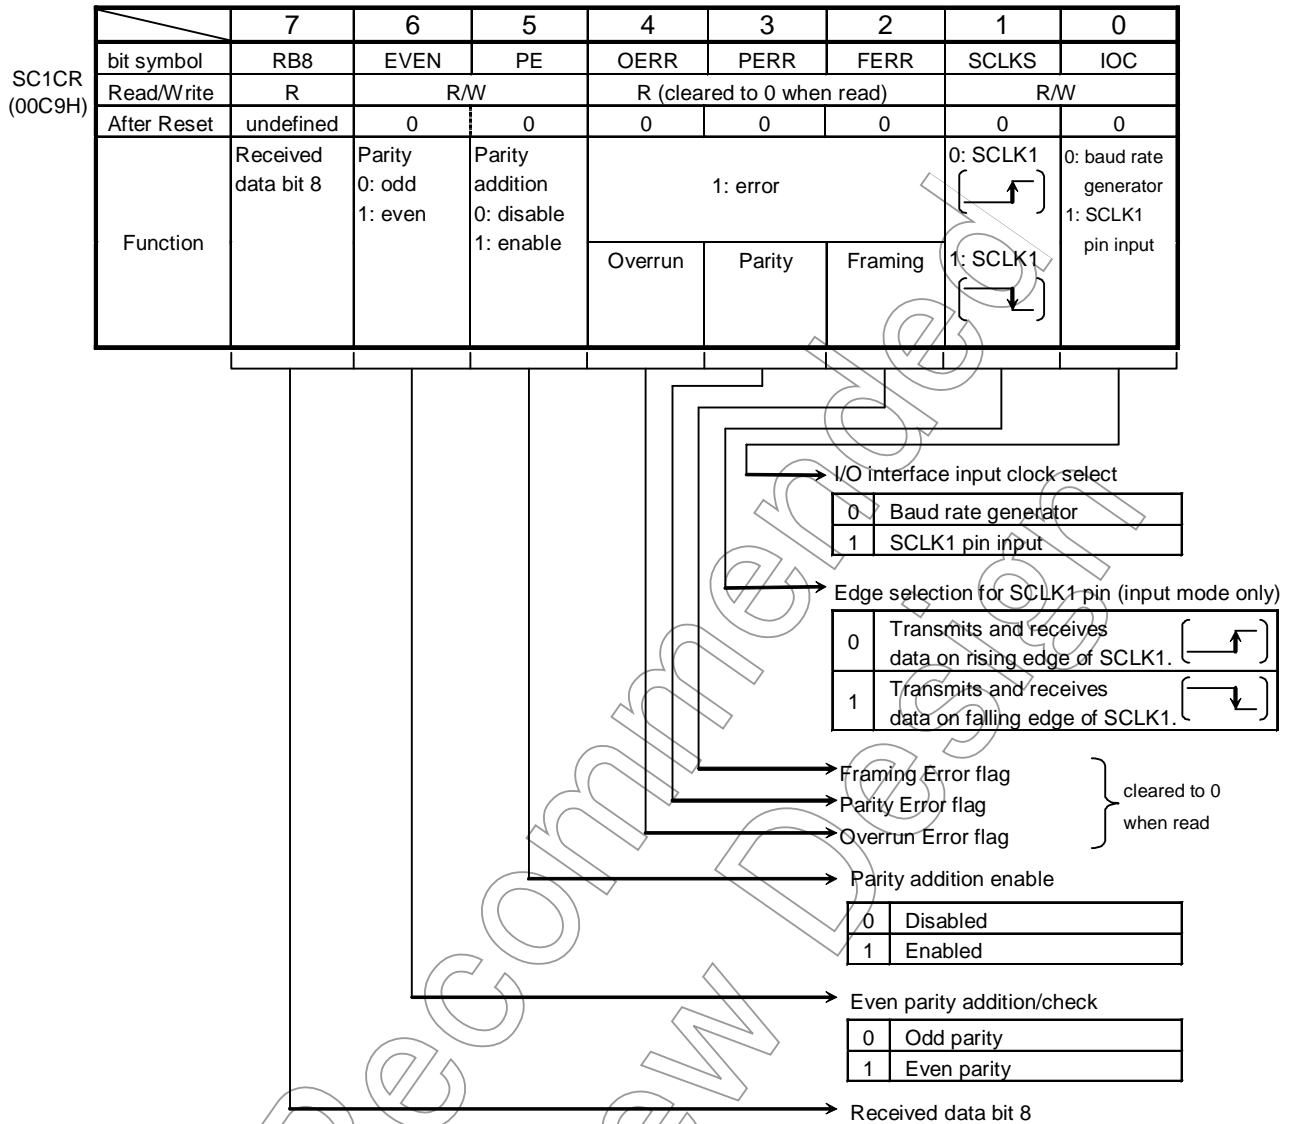 7 6 5 4 3 2 1 0
SC1CR
(00C9H)
bit symbol RB8 EVEN PE OERR PERR FERR SCLKS IOC
Read/Write R R/W R (cleared to 0 when read) R/W
After Reset undefined 0 0 0 0 0 0 0
Function
Received
data bit 8
Parity
0: odd
1: even
Parity
addition
0: disable
1: enable
1: error
Overrun Parity Framing
0: SCLK1
1: SCLK1
0: baud rate
generator
1: SCLK1
pin input
I/O interface input clock select
0 Baud rate generator
1 SCLK1 pin input
Edge selection for SCLK1 pin (input mode only)
0 Transmits and receives
data on rising edge of SCLK1.
1 Transmits and receives
data on falling edge of SCLK1.
Framing Error flag
Parity Error flag
Overrun Error flag
cleared to 0
when read
Parity addition enable
0 Disabled
1 Enabled
Even parity addition/check
0 Odd parity
1 Even parity
Received data bit 8
Recommended
ew Design